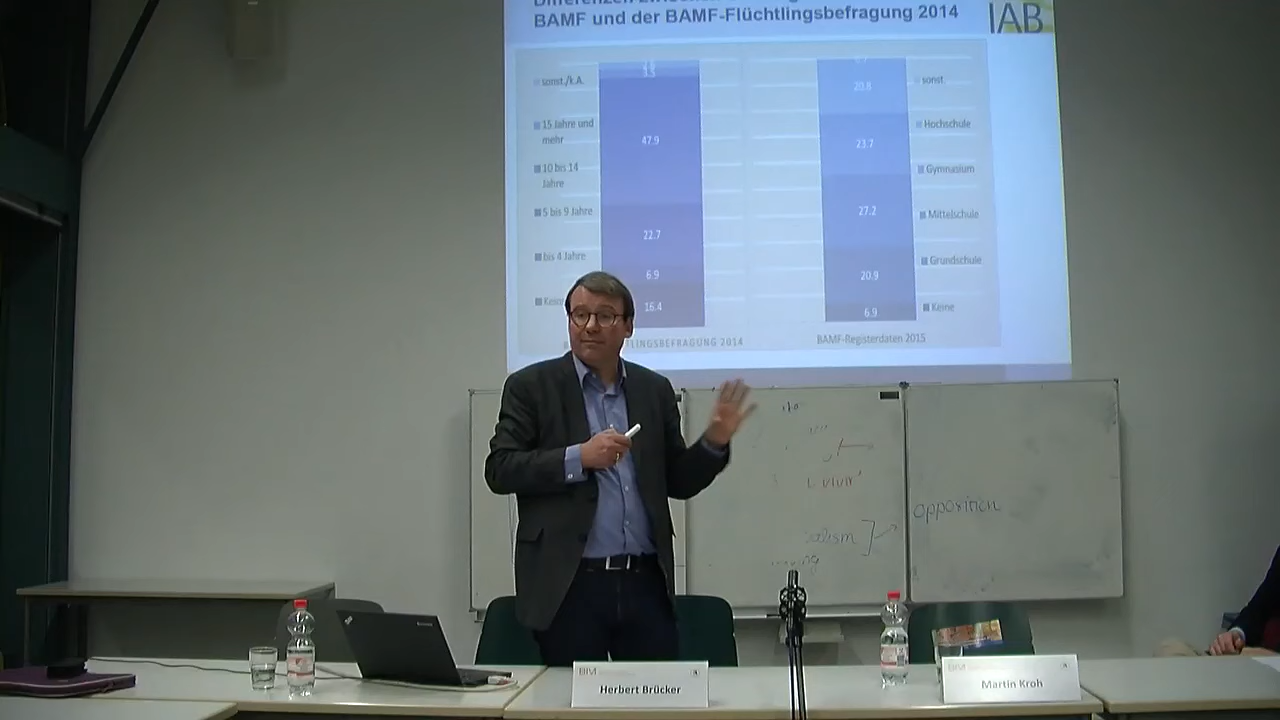 BAMF und der BAMF-Flüchtlingsbefragung 2014
IAB
sonst./k.A.
15 Jahre und
mehr
10 bis 14
Jahre
5 bis 9 Jahre
bis 4 Jahre
3.5
47.9
22.7
6.9
16.4
TLINGSBEFRAGUNG 2014
20.8
23.7
27.2
20.9
6.9
sonst
Hochschule
Gymnasium
Mittelschule
Grundschule
Keine
BAMF-Registerdaten 2015
opposition
Herbert Brücker
Martin Kroh